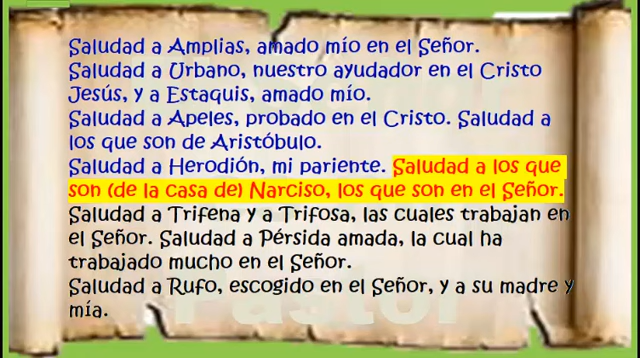 Saludad a Amplias, amado mío en el Señor.
Saludad a Urbano, nuestro ayudador en el Cristo
Jesús, y a Estaquis, amado mío.
Saludad a Apeles, probado en el Cristo. Saludad a
los que son de Aristóbulo.
Saludad a Herodión, mi pariente. Saludad a los que
son (de la casa de) Narciso, los que son en el Señor.
Saludad a Trifena y a Trifosa, las cuales trabajan en
el Señor. Saludad a Pérsida amada, la cual ha
trabajado mucho en el Señor.
Saludad a Rufo, escogido en el Señor, y a su madre y
mía.
Pastor